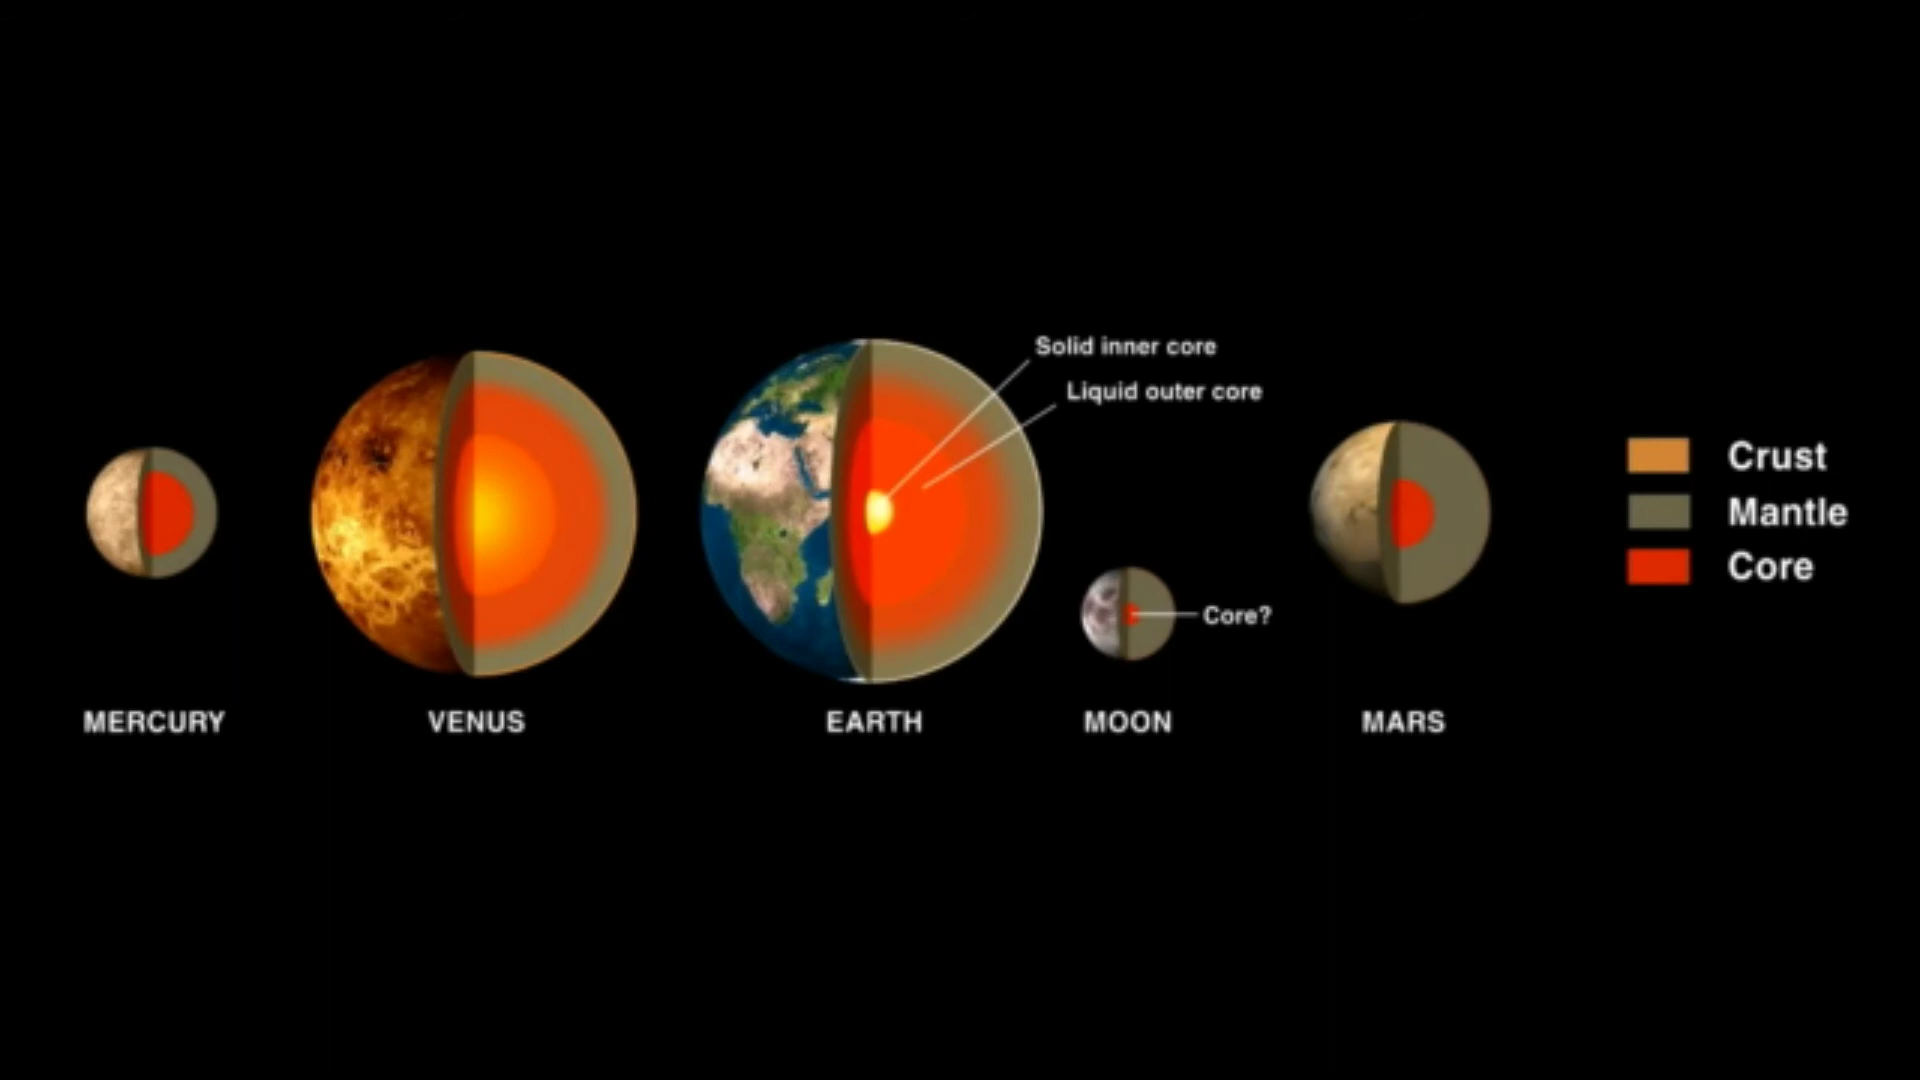 Solid inner core
Liquid outer core
Core?
MERCURY
VENUS
EARTH
MOON
MARS
Crust
Mantle
Core